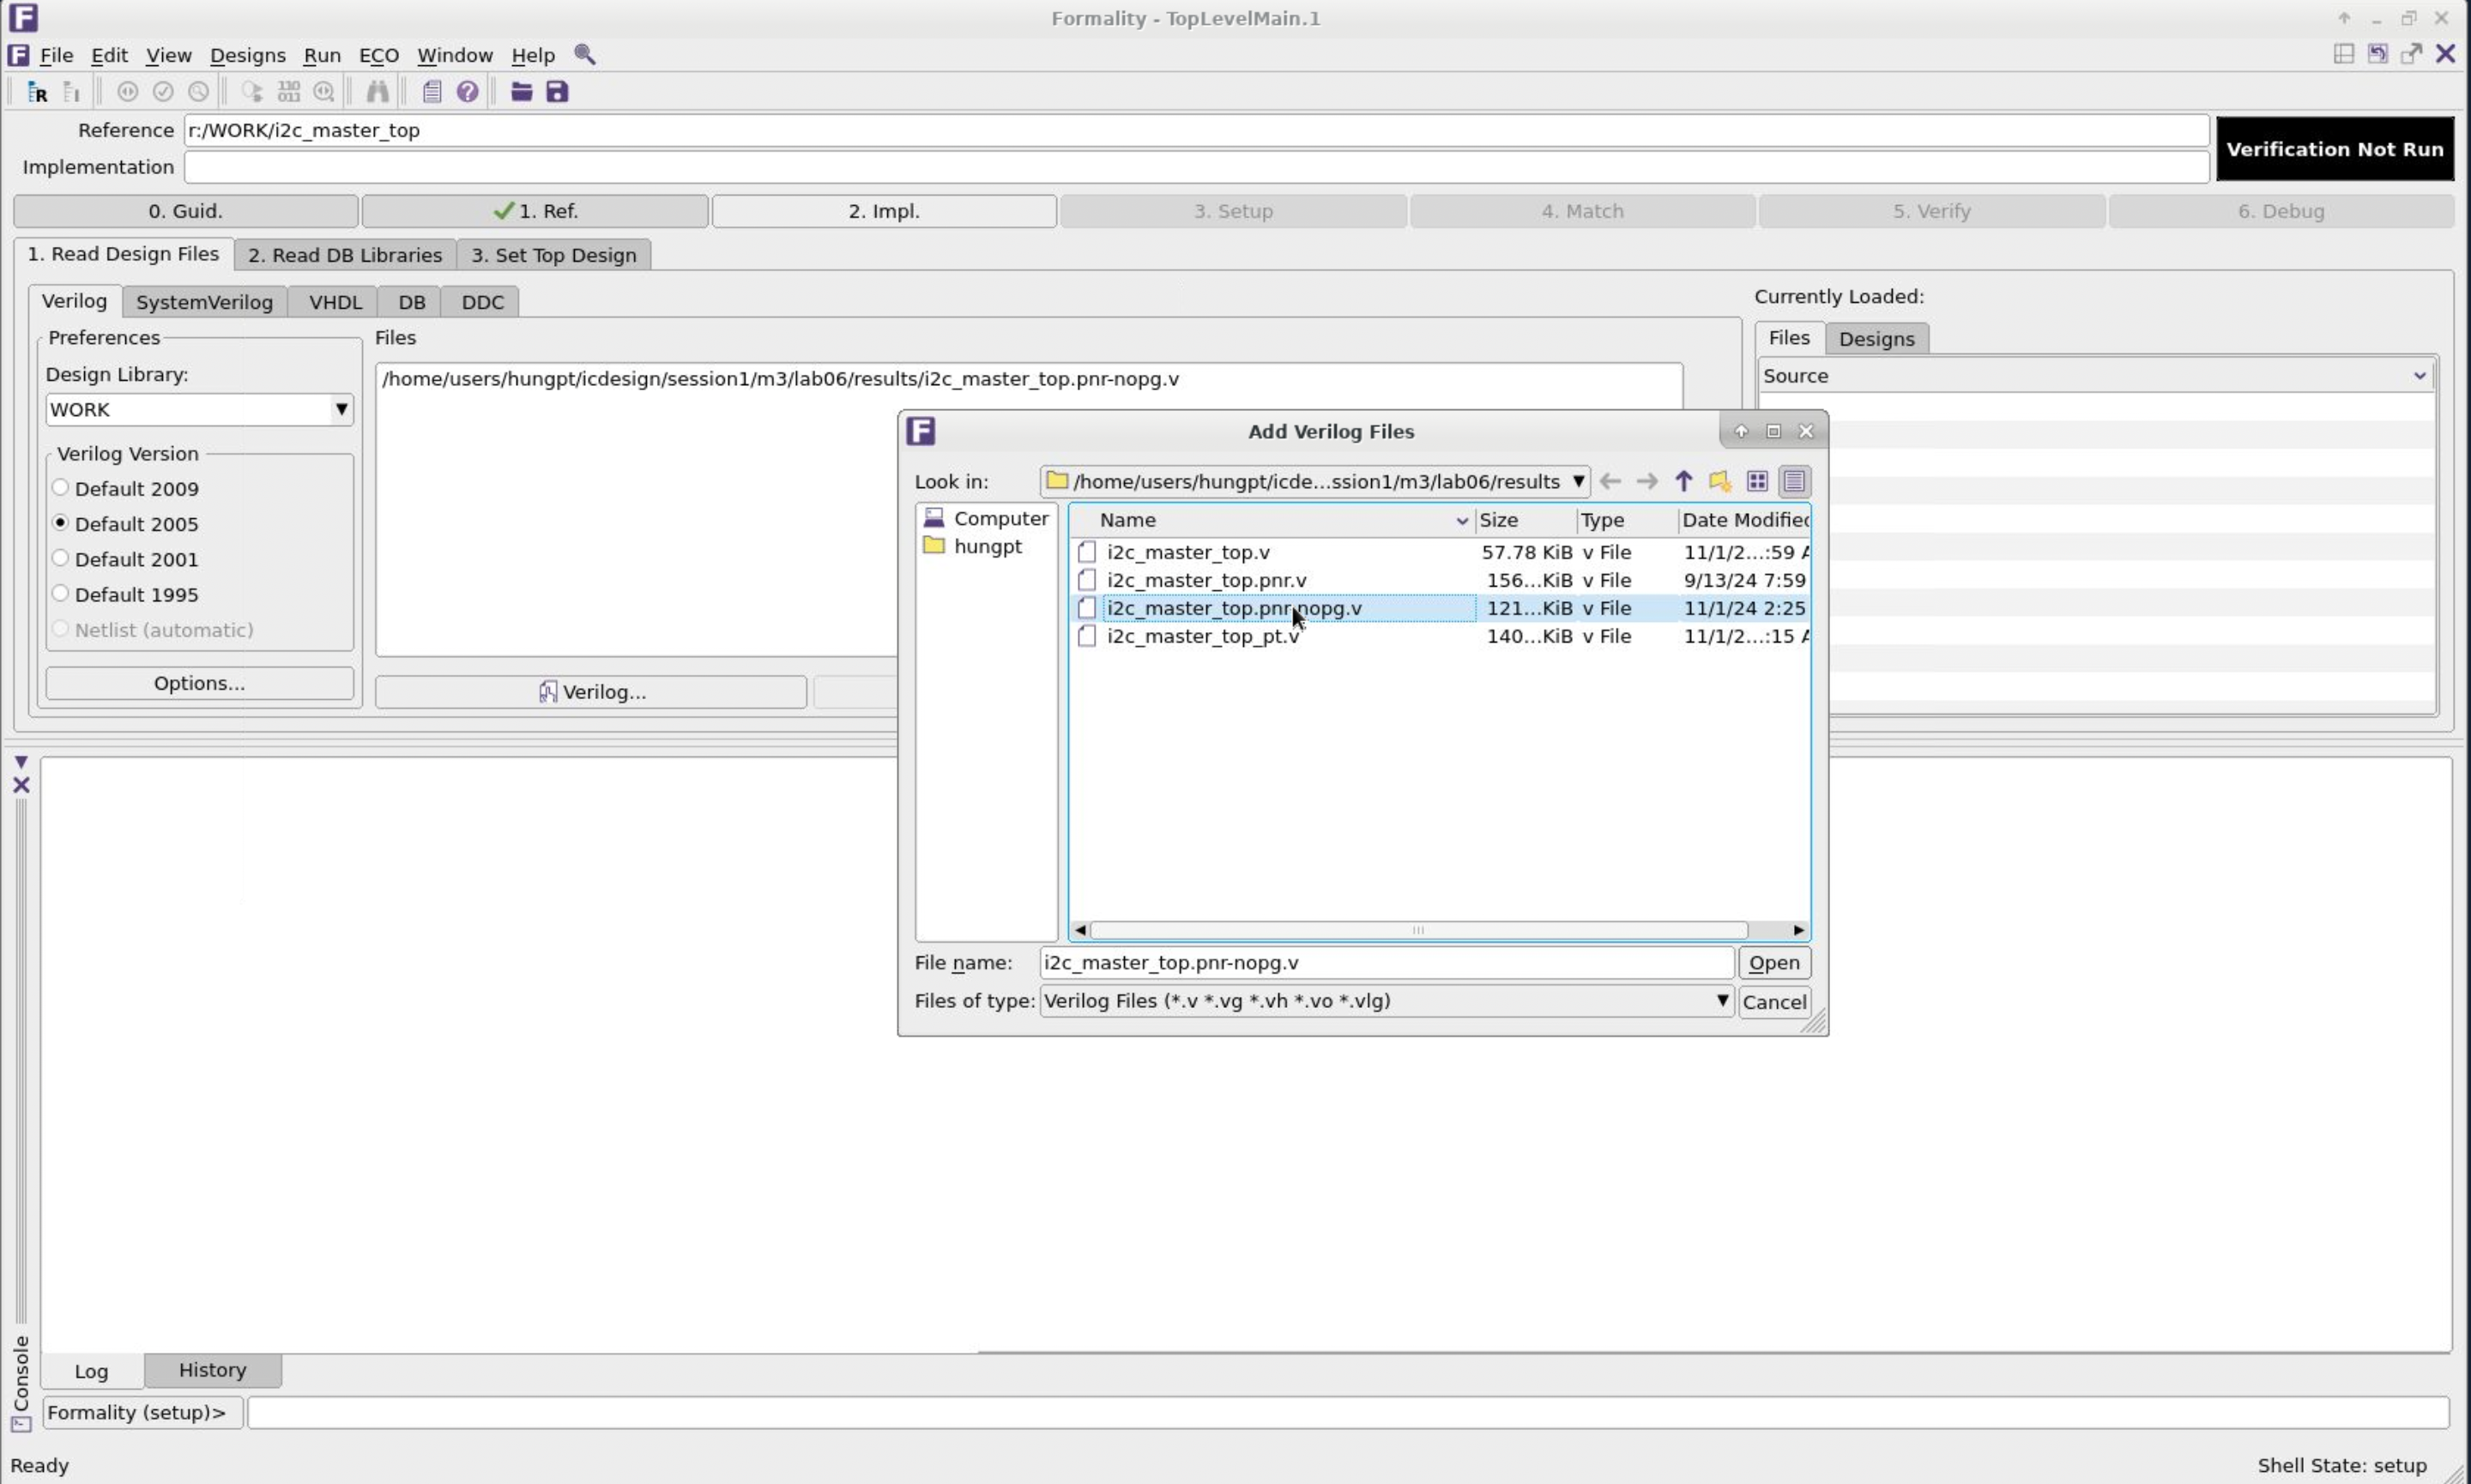 Formality - TopLevelMain.1
File Edit View Designs Run ECO Window Help
Reference r:/WORK/i2c_master_top
Implementation
Verification Not Run
0. Guid. 1. Ref. 2. Impl. 3. Setup 4. Match 5. Verify 6. Debug
1. Read Design Files 2. Read DB Libraries 3. Set Top Design
Verilog SystemVerilog VHDL DB DDC
Preferences
Design Library:
WORK
Verilog Version
Default 2009
Default 2005
Default 2001
Default 1995
Netlist (automatic)
Options...
Files
/home/users/hungpt/icdesign/session1/m3/lab06/results/i2c_master_top.pnr-nopg.v
Verilog...
Currently Loaded:
Files Designs
Source
Add Verilog Files
Look in: /home/users/hungpt/icde...ssion1/m3/lab06/results
Computer
hungpt
Name Size Type Date Modified
i2c_master_top.v 57.78 KiB v File 11/1/2...:59 A
i2c_master_top.pnr.v 156...KiB v File 9/13/24 7:59
i2c_master_top.pnr-nopg.v 121...KiB v File 11/1/24 2:25
i2c_master_top_pt.v 140...KiB v File 11/1/2...:15 A
File name: i2c_master_top.pnr-nopg.v Open
Files of type: Verilog Files (*.v *.vg *.vh *.vo *.vlg) Cancel
Console
Log History
Formality (setup)>
Ready
Shell State: setup